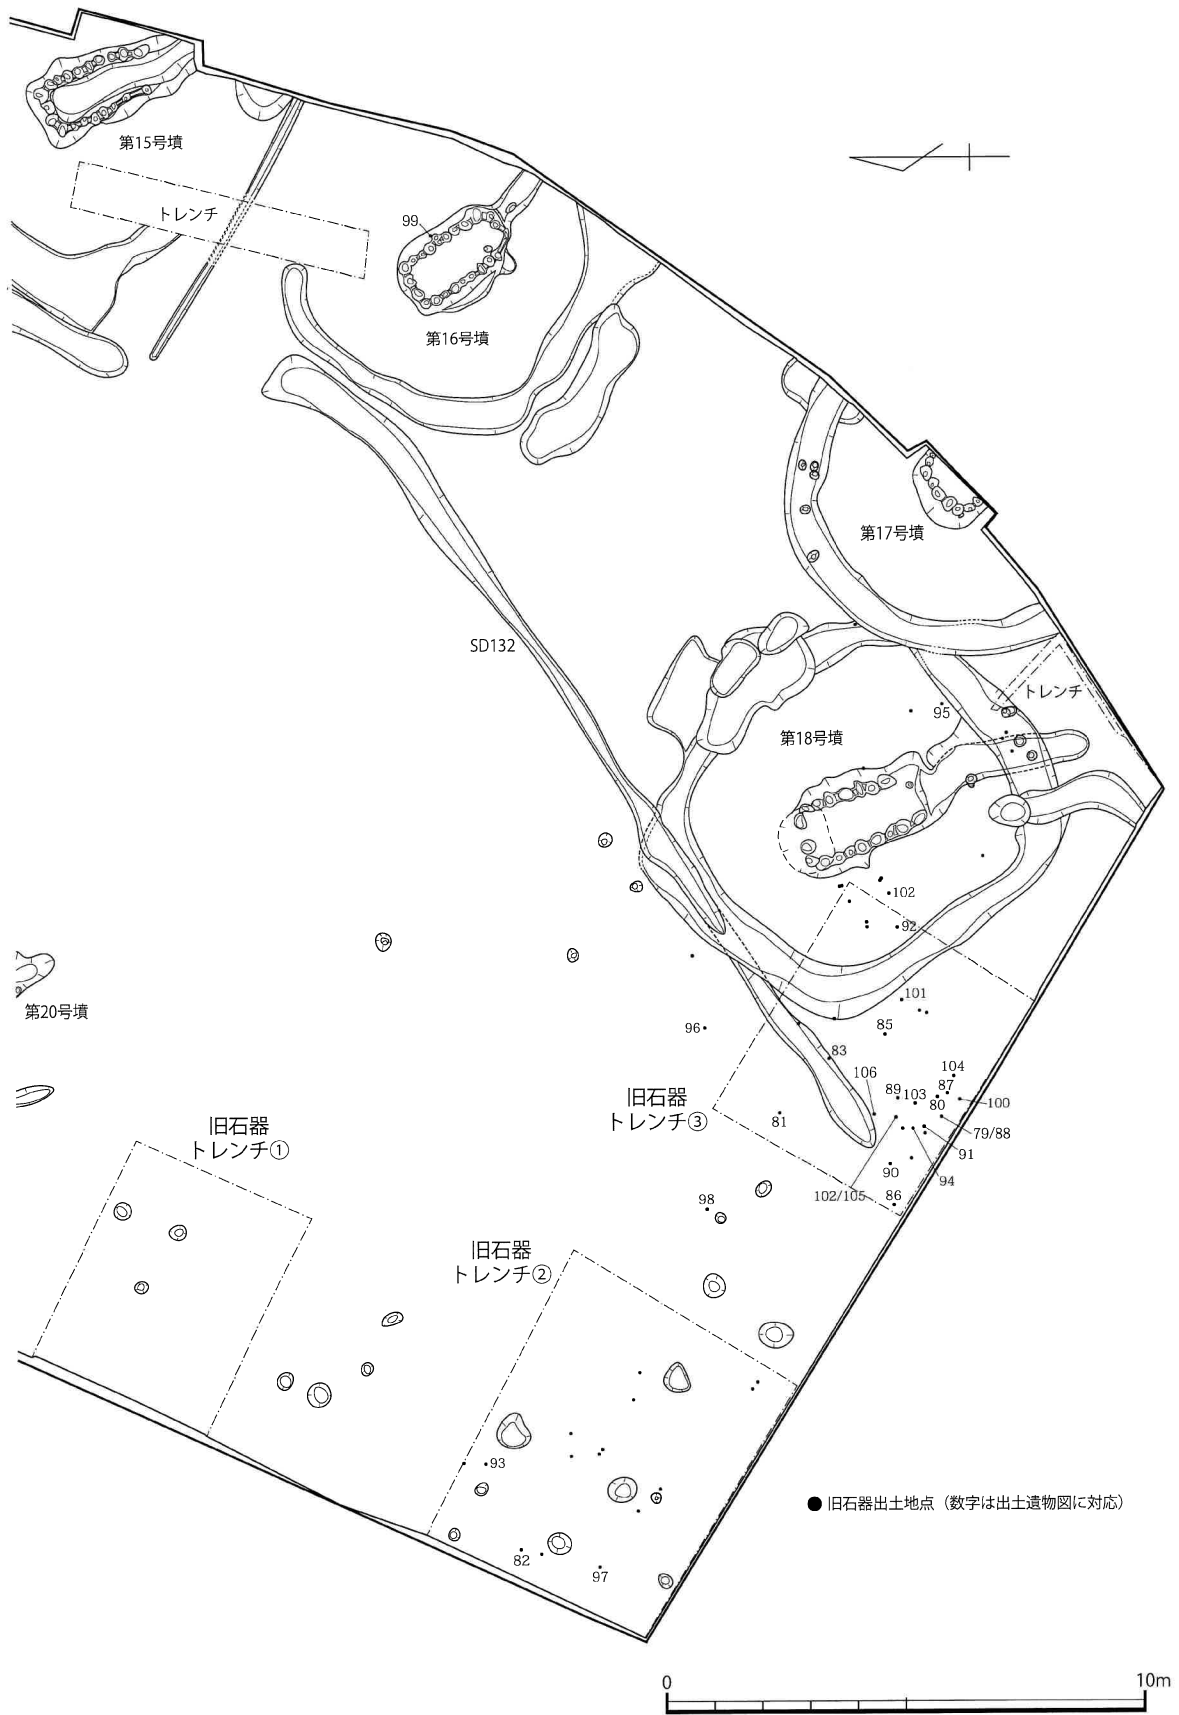 第15号墳
トレンチ
99
第16号墳
第17号墳
SD132
トレンチ
95
第18号墳
102
92
第20号墳
101
96
85
83
104
106
旧石器
トレンチ③
89
103
87
80
100
81
79/88
91
旧石器
トレンチ①
90
94
102/105
86
98
旧石器
トレンチ②
93
●旧石器出土地点（数字は出土遺物図に対応）
82
97
0
10m